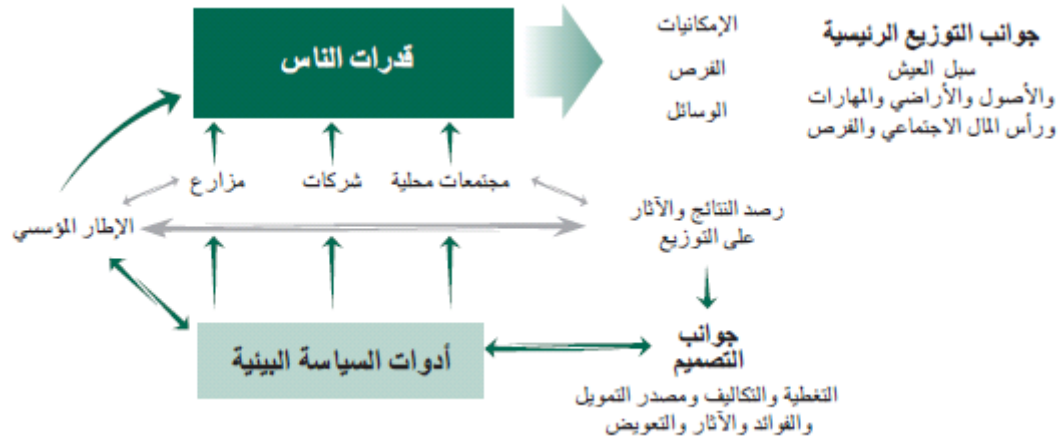 قدرات الناس
الإمكانيات
الفرص
الوسائل
جوانب التوزيع الرئيسية
سبل العيش
والأصول والأراضي والمهارات
ورأس المال الاجتماعي والفرص
مزارع
شركات
مجتمعات محلية
الإطار المؤسسي
رصد النتائج والآثار
على التوزيع
أدوات السياسة البيئية
جوانب
التصميم
التغطية والتكاليف ومصدر التمويل
والفوائد والآثار والتعويض